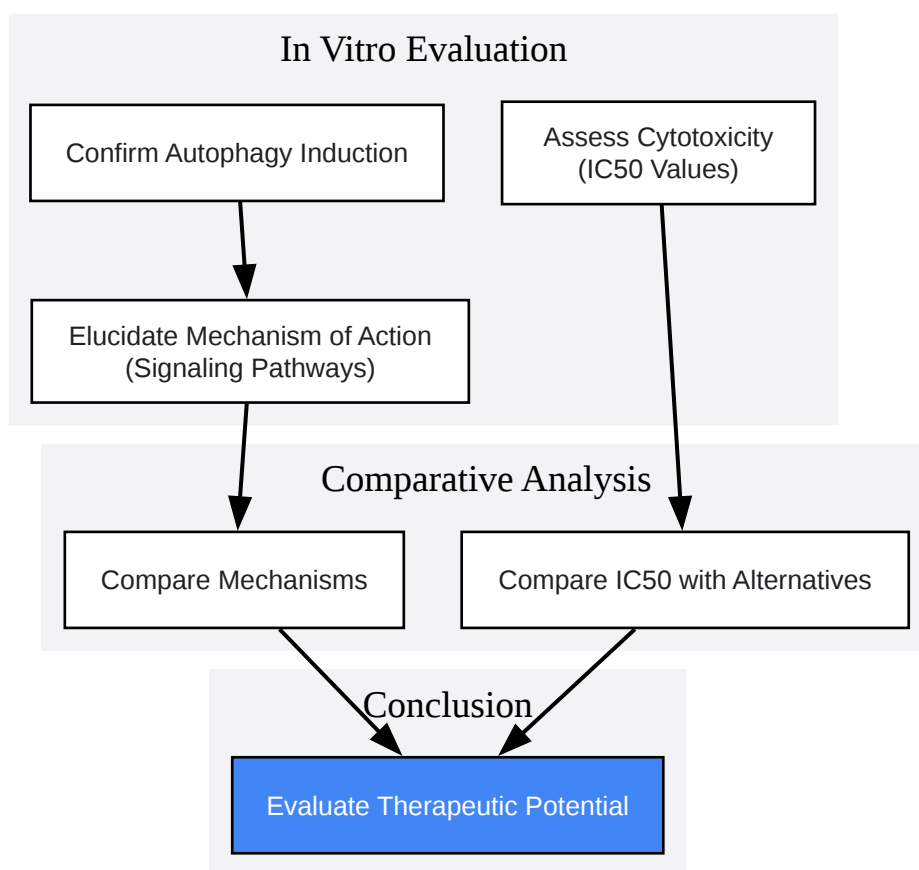 In Vitro Evaluation
Confirm Autophagy Induction
Assess Cytotoxicity
(IC50 Values)
Elucidate Mechanism of Action
(Signaling Pathways)
Comparative Analysis
Compare Mechanisms
Compare IC50 with Alternatives
Conclusion
Evaluate Therapeutic Potential